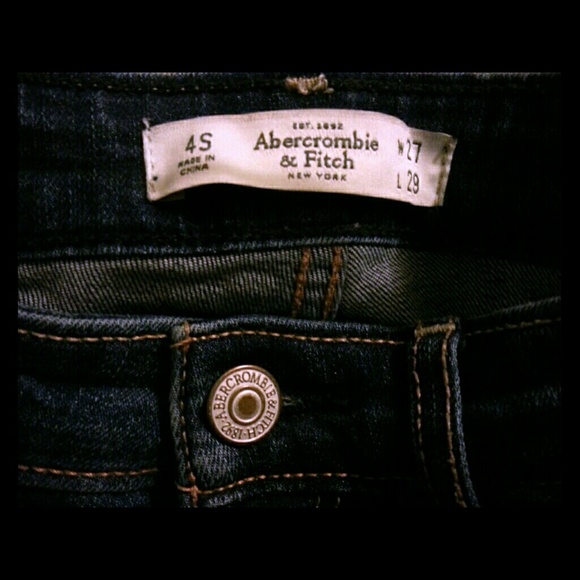 4S
MADE IN
CHINA
EST. 1892
Abercrombie
& Fitch
NEW YORK
W 27
L 29
ABERCROMBIE & FITCH · 1892 ·